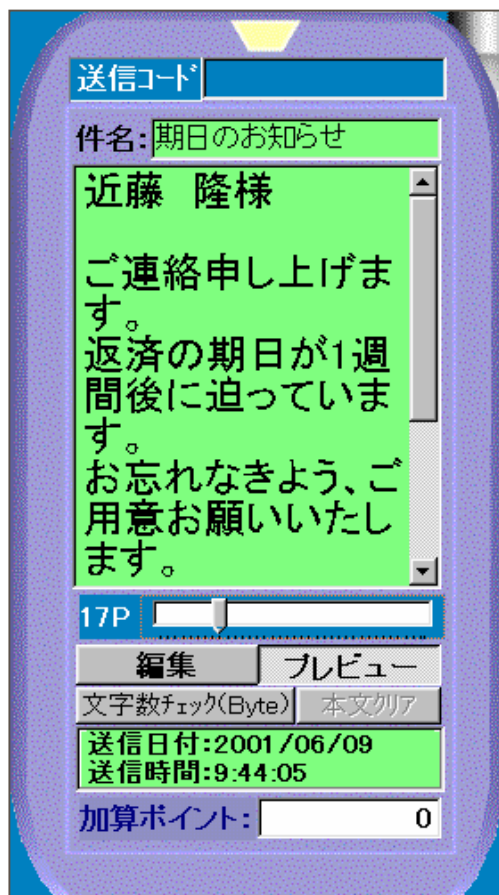 送信コード
件名:期日のお知らせ
近藤 隆様
ご連絡申し上げま
す。
返済の期日が1週
間後に迫っていま
す。
お忘れなきよう、ご
用意お願いいたし
ます。
17P
編集 プレビュー
文字数チェック(Byte) 本文クリア
送信日付:2001/06/09
送信時間:9:44:05
加算ポイント: 0